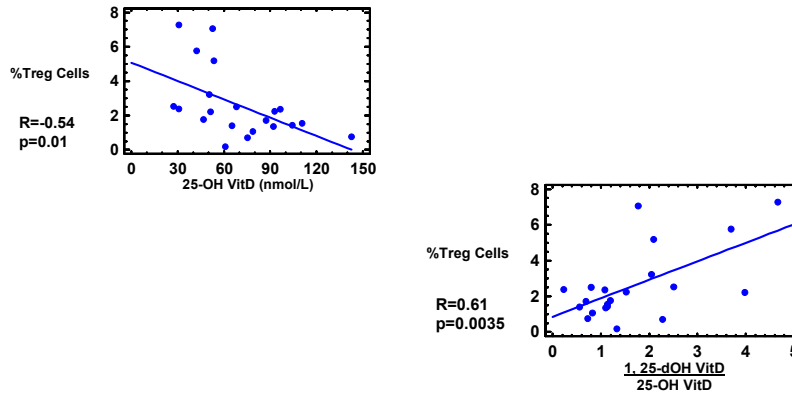 8
6
4
2
0
%Treg Cells
R=-0.54
p=0.01
0 30 60 90 120 150
25-OH VitD (nmol/L)
8
6
4
2
0
%Treg Cells
R=0.61
p=0.0035
0 1 2 3 4 5
1, 25-dOH VitD
25-OH VitD